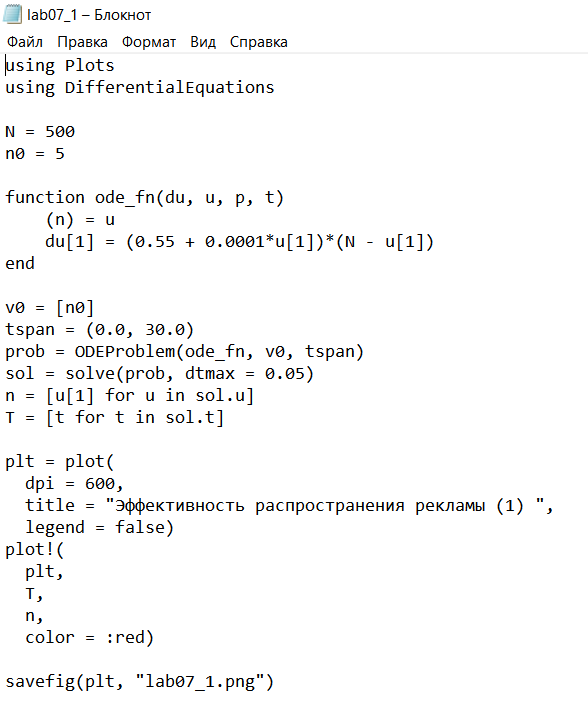 lab07_1 – Блокнот
Файл Правка Формат Вид Справка
using Plots
using DifferentialEquations

N = 500
n0 = 5

function ode_fn(du, u, p, t)
    (n) = u
    du[1] = (0.55 + 0.0001*u[1])*(N - u[1])
end

v0 = [n0]
tspan = (0.0, 30.0)
prob = ODEProblem(ode_fn, v0, tspan)
sol = solve(prob, dtmax = 0.05)
n = [u[1] for u in sol.u]
T = [t for t in sol.t]

plt = plot(
  dpi = 600,
  title = "Эффективность распространения рекламы (1) ",
  legend = false)
plot!(
  plt,
  T,
  n,
  color = :red)

savefig(plt, "lab07_1.png")